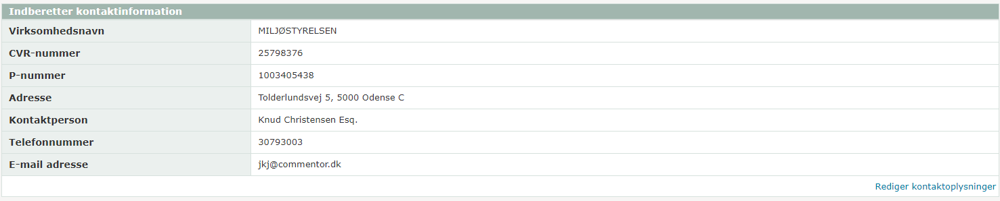 Indberetter kontaktinformation
Virksomhedsnavn MILJØSTYRELSEN
CVR-nummer 25798376
P-nummer 1003405438
Adresse Tolderlundsvej 5, 5000 Odense C
Kontaktperson Knud Christensen Esq.
Telefonnummer 30793003
E-mail adresse jkj@commentor.dk
Rediger kontaktoplysninger